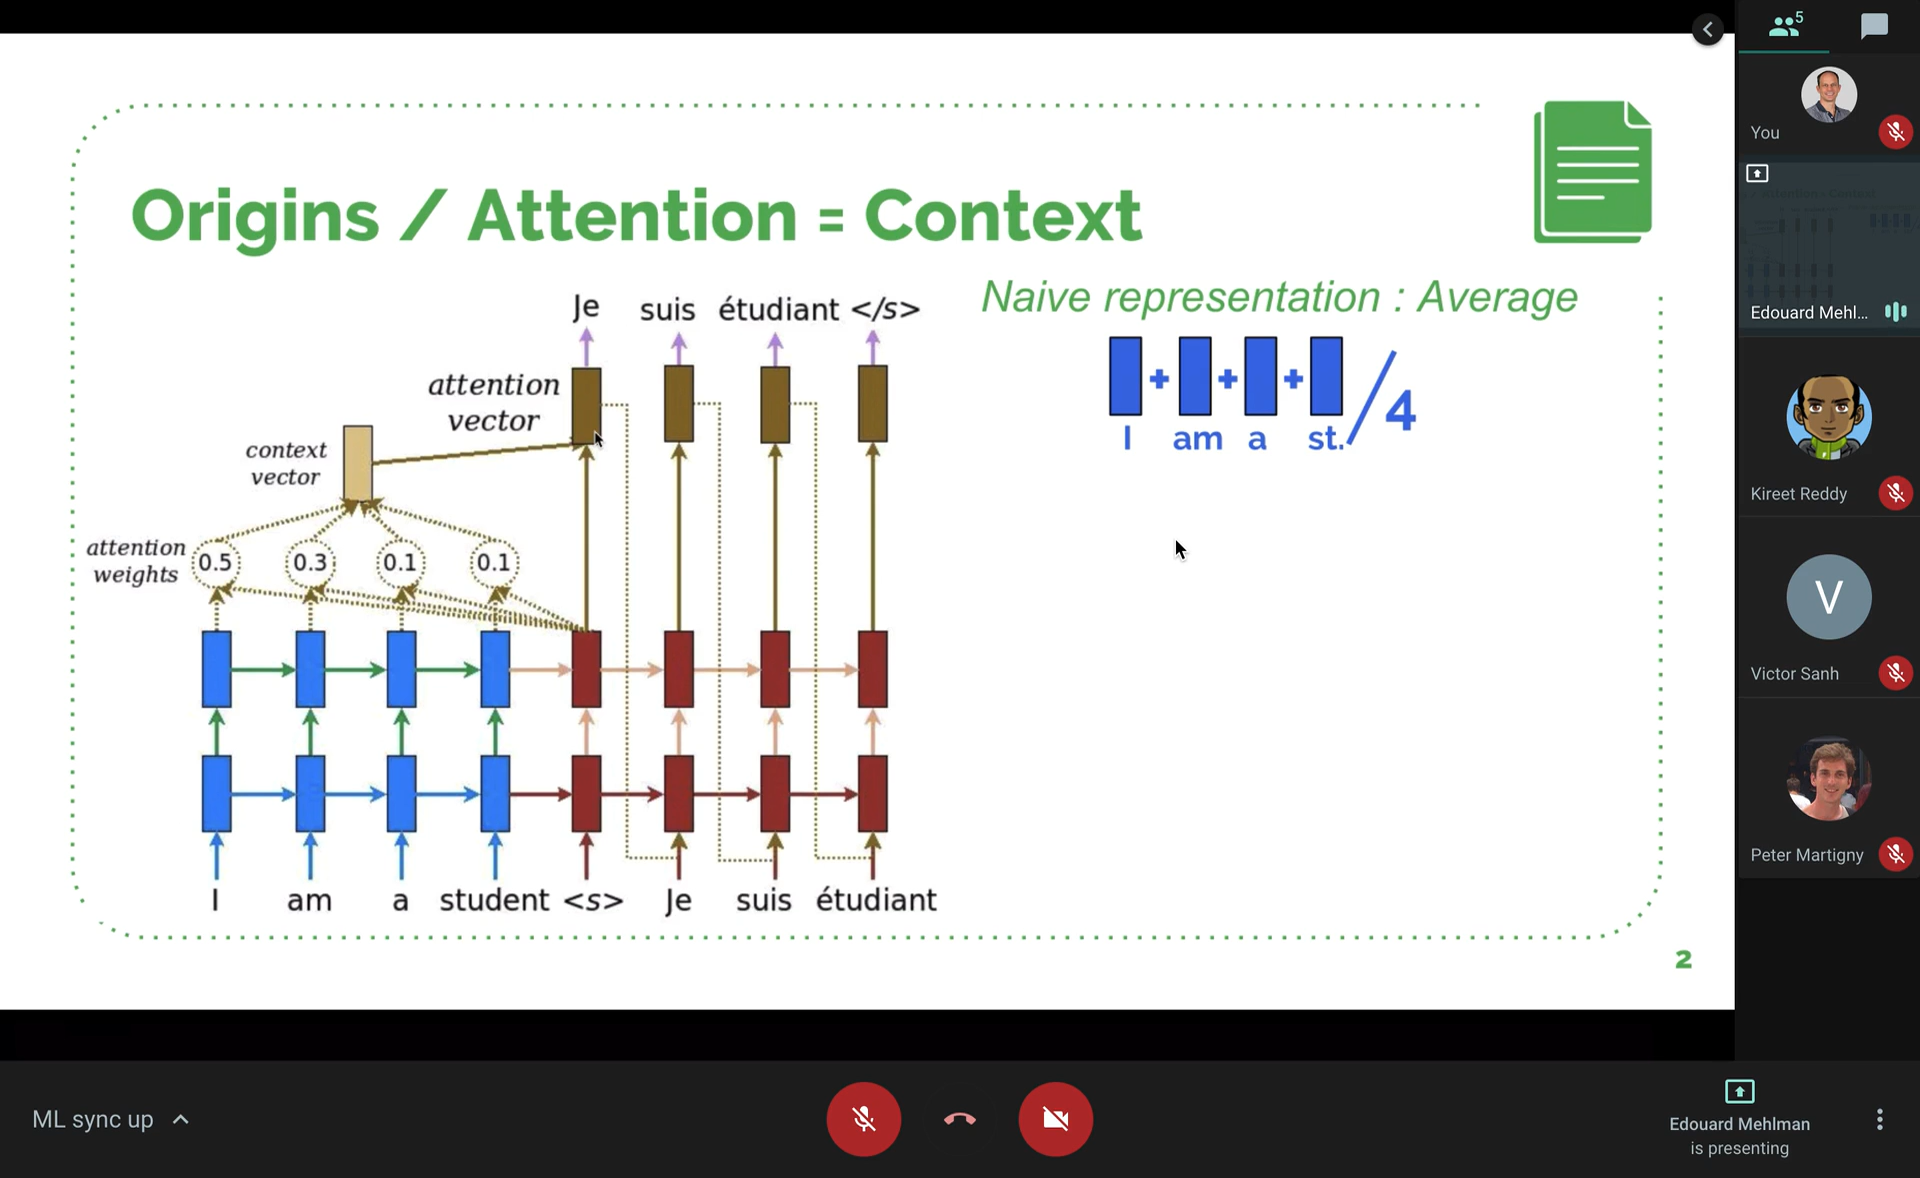 5
Origins / Attention = Context
Naive representation : Average
Je suis étudiant </s>
+ + + / 4
I am a st.
attention
vector
context
vector
attention
weights
0.5 0.3 0.1 0.1
I am a student <s> Je suis étudiant
2
You
Edouard Mehl...
Kireet Reddy
V
Victor Sanh
Peter Martigny
ML sync up
Edouard Mehlman
is presenting